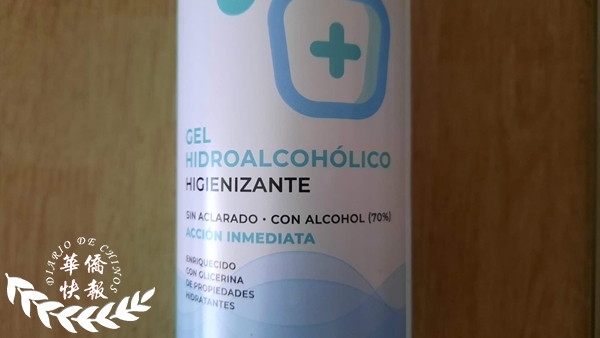 GEL
HIDROALCOHÓLICO
HIGIENIZANTE
SIN ACLARADO · CON ALCOHOL (70%)
ACCIÓN INMEDIATA
ENRIQUECIDO
CON GLICERINA
DE PROPIEDADES
HIDRATANTES
DIARIO DE CHINOS
華僑
快報